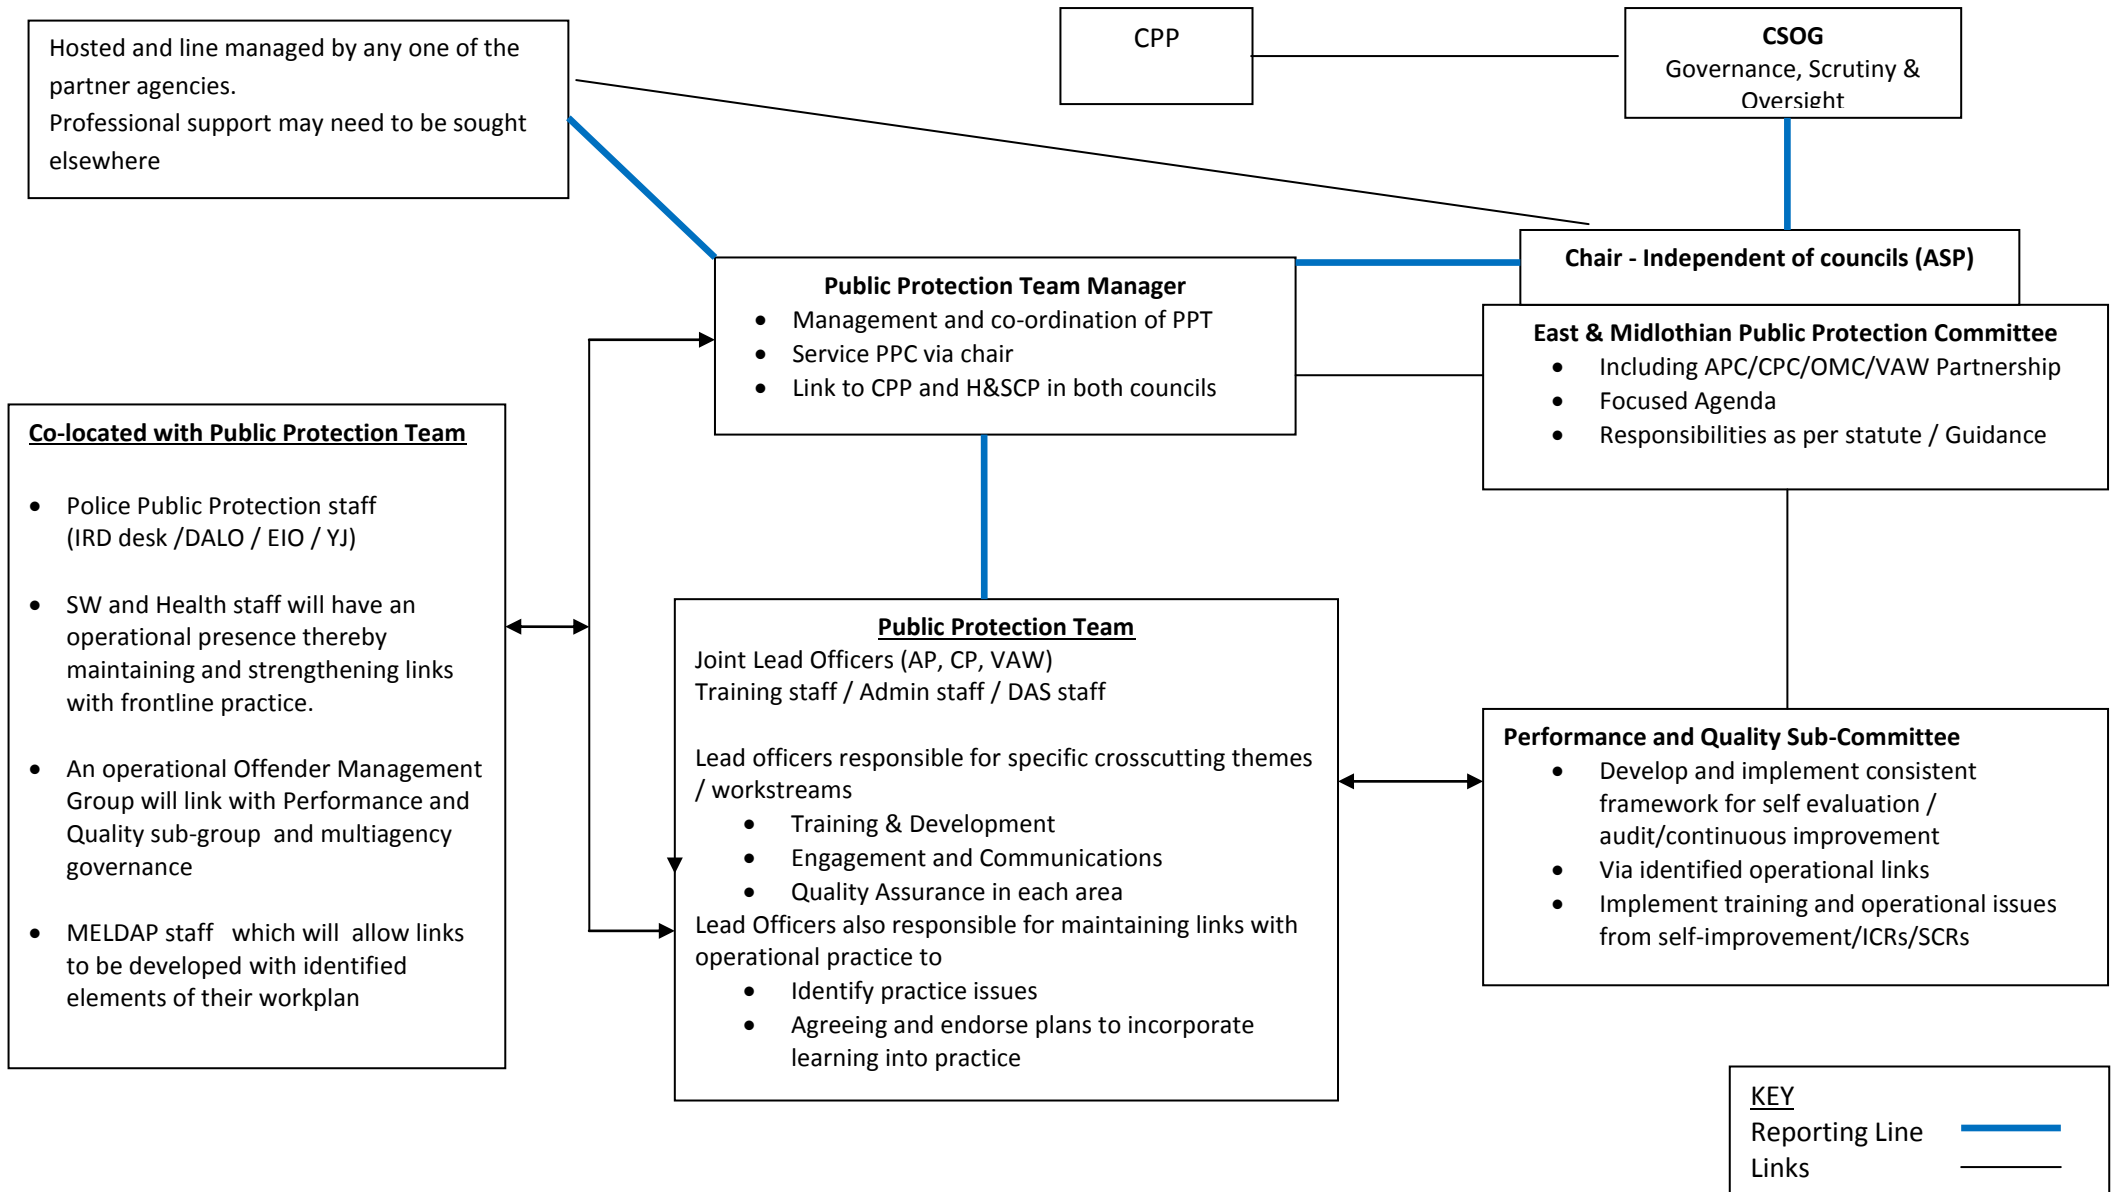 Hosted and line managed by any one of the
partner agencies.
Professional support may need to be sought
elsewhere
CPP
CSOG
Governance, Scrutiny &
Oversight
Chair - Independent of councils (ASP)
Public Protection Team Manager
• Management and co-ordination of PPT
• Service PPC via chair
• Link to CPP and H&SCP in both councils
East & Midlothian Public Protection Committee
• Including APC/CPC/OMC/VAW Partnership
• Focused Agenda
• Responsibilities as per statute / Guidance
Co-located with Public Protection Team
• Police Public Protection staff
(IRD desk /DALO / EIO / YJ)
• SW and Health staff will have an
operational presence thereby
maintaining and strengthening links
with frontline practice.
• An operational Offender Management
Group will link with Performance and
Quality sub-group and multiagency
governance
• MELDAP staff which will allow links
to be developed with identified
elements of their workplan
Public Protection Team
Joint Lead Officers (AP, CP, VAW)
Training staff / Admin staff / DAS staff
Lead officers responsible for specific crosscutting themes
/ workstreams
• Training & Development
• Engagement and Communications
• Quality Assurance in each area
Lead Officers also responsible for maintaining links with
operational practice to
• Identify practice issues
• Agreeing and endorse plans to incorporate
learning into practice
Performance and Quality Sub-Committee
• Develop and implement consistent
framework for self evaluation /
audit/continuous improvement
• Via identified operational links
• Implement training and operational issues
from self-improvement/ICRs/SCRs
KEY
Reporting Line
Links